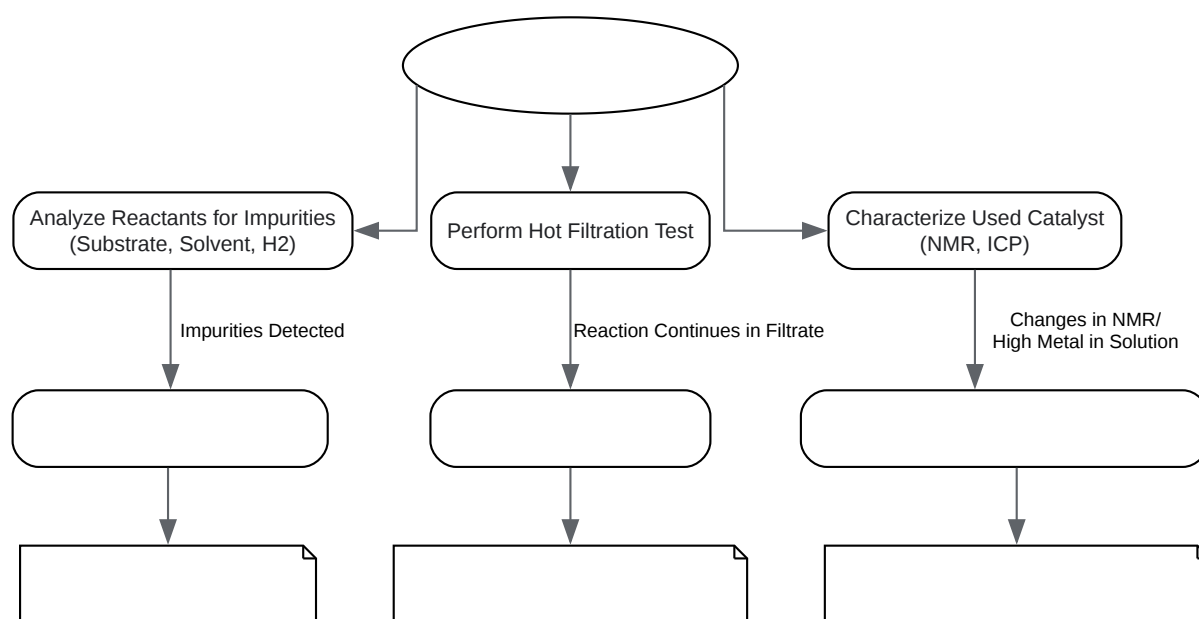 Analyze Reactants for Impurities
(Substrate, Solvent, H2)
Perform Hot Filtration Test
Characterize Used Catalyst
(NMR, ICP)
Impurities Detected
Reaction Continues in Filtrate
Changes in NMR/
High Metal in Solution